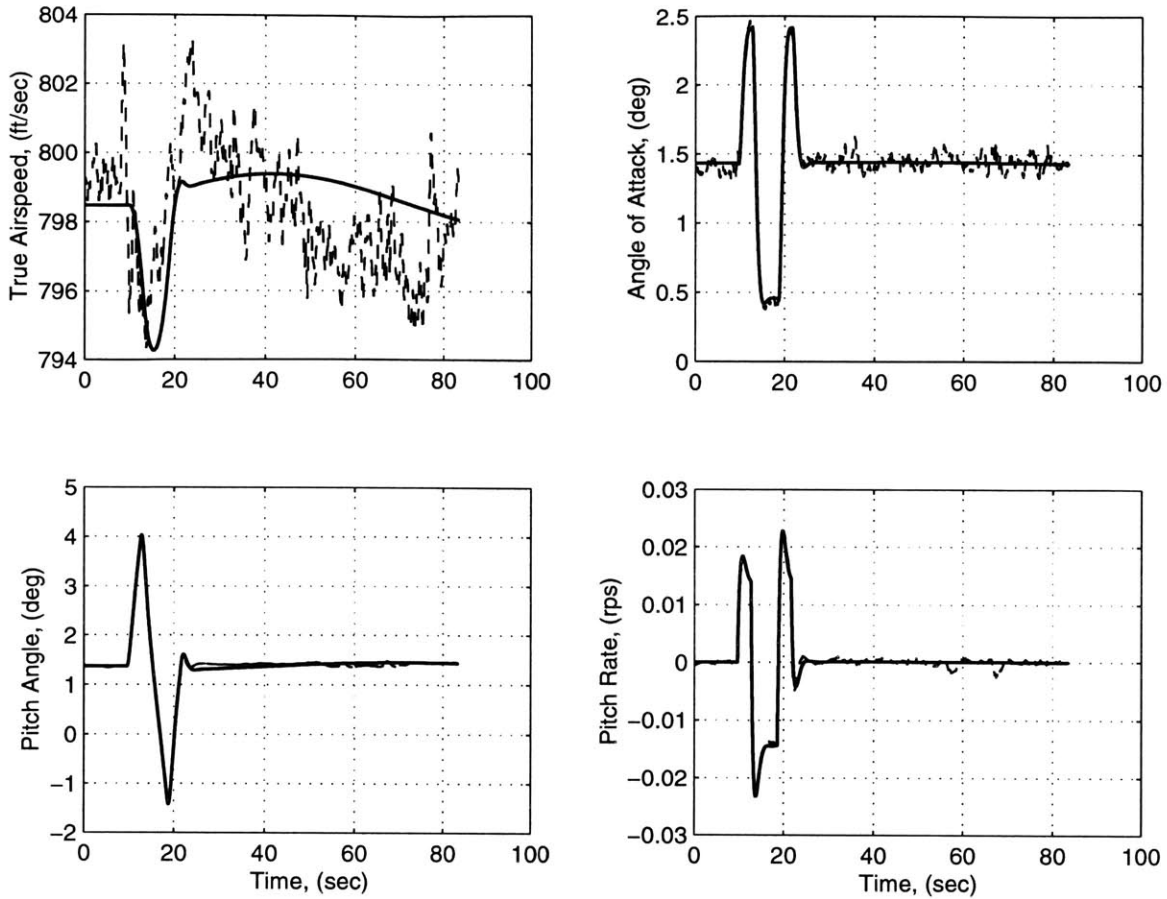 804
802
800
798
796
794
True Airspeed, (ft/sec)
0 20 40 60 80 100
2.5
2
1.5
1
0.5
0
Angle of Attack, (deg)
0 20 40 60 80 100
5
4
3
2
1
0
−1
−2
Pitch Angle, (deg)
0 20 40 60 80 100
Time, (sec)
0.03
0.02
0.01
0
−0.01
−0.02
−0.03
Pitch Rate, (rps)
0 20 40 60 80 100
Time, (sec)